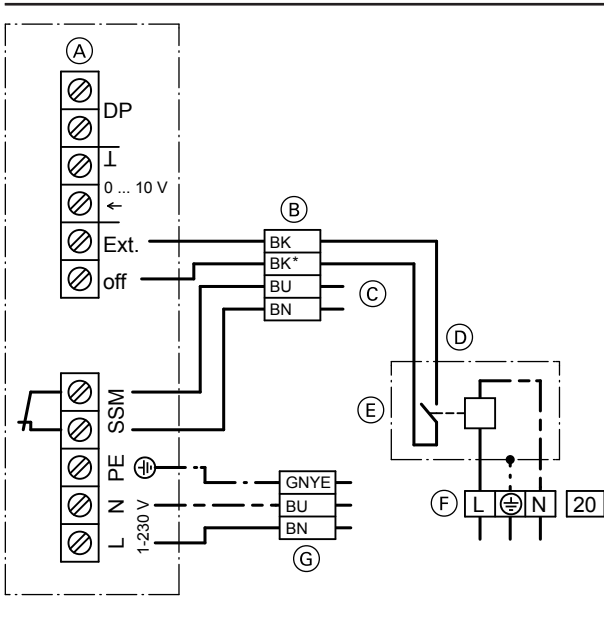 A
DP
⊥
0 ... 10 V
←
Ext.
off
B
BK
BK*
BU
BN
C
D
E
SSM
PE
N
L
1-230 V
GNYE
BU
BN
G
F L N 20